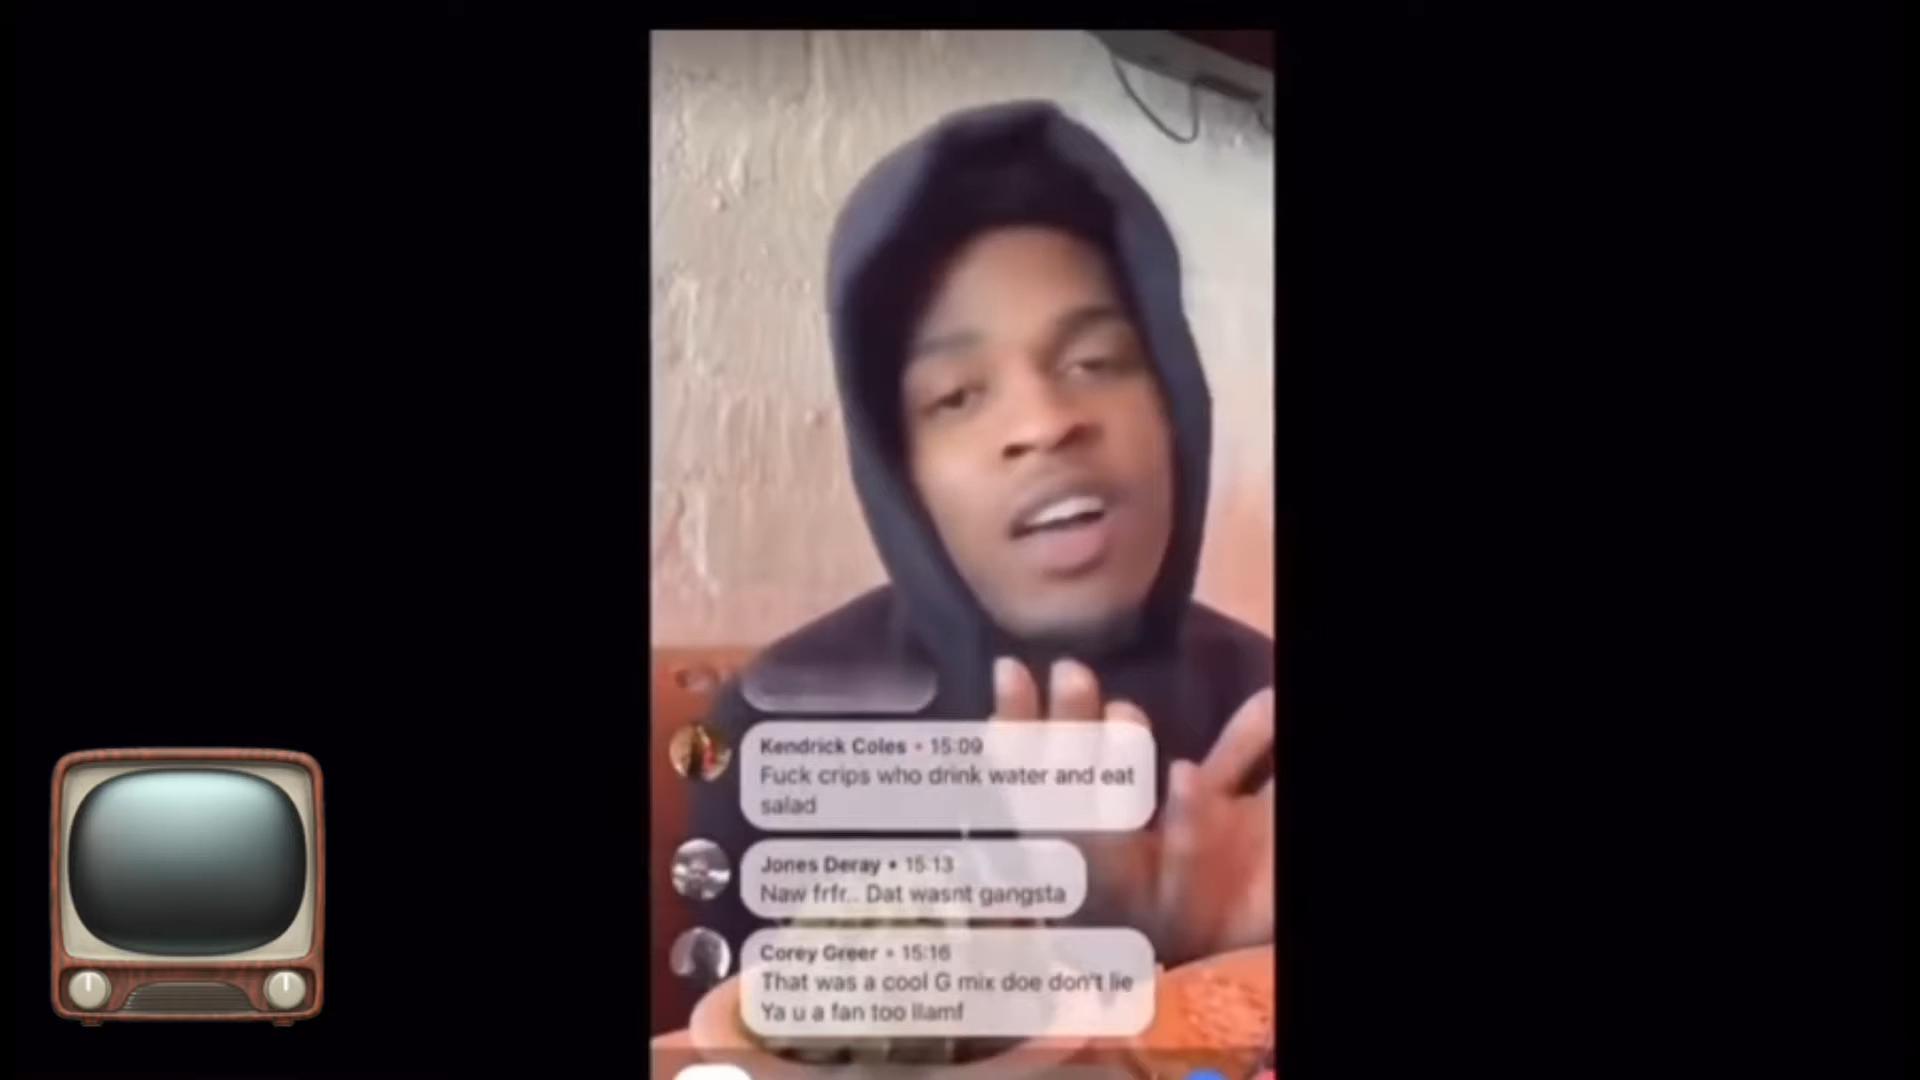 Kendrick Coles • 15:09
Fuck crips who drink water and eat
salad
Jones Deray • 15:13
Naw frfr.. Dat wasnt gangsta
Corey Greer • 15:16
That was a cool G mix doe don't lie
Ya u a fan too llamf